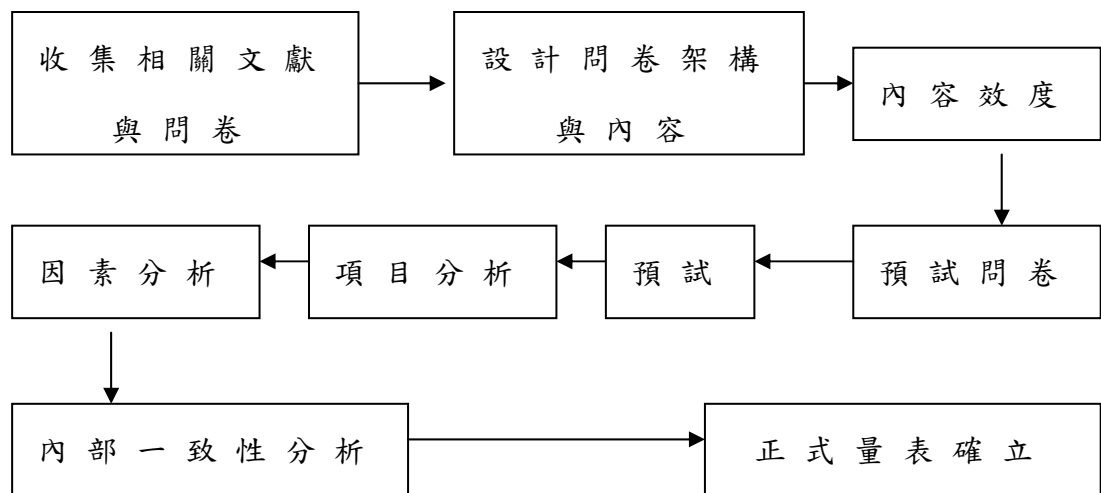 收集相關文獻
與問卷
設計問卷架構
與內容
內容效度
預試問卷
預試
項目分析
因素分析
內部一致性分析
正式量表確立